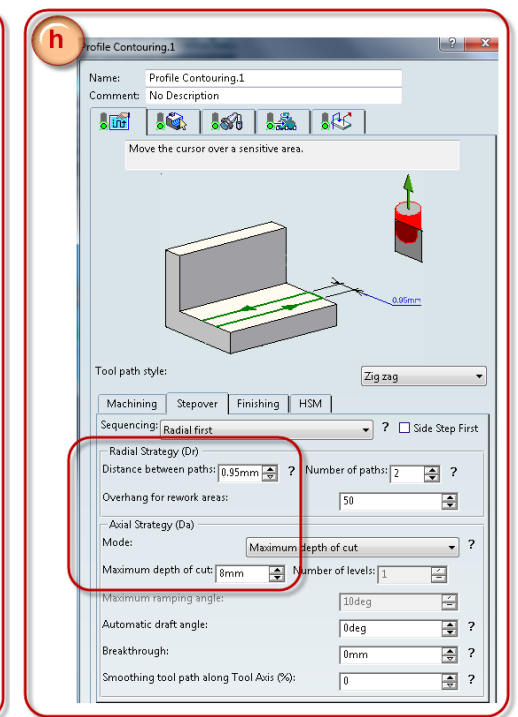 h
Profile Contouring.1
? X
Name: Profile Contouring.1
Comment: No Description
Move the cursor over a sensitive area.
0.95mm
Tool path style: Zig zag
Machining Stepover Finishing HSM
Sequencing: Radial first ? Side Step First
Radial Strategy (Dr)
Distance between paths: 0.95mm ? Number of paths: 2 ?
Overhang for rework areas: 50
Axial Strategy (Da)
Mode: Maximum depth of cut ?
Maximum depth of cut: 8mm Number of levels: 1
Maximum ramping angle: 10deg
Automatic draft angle: 0deg ?
Breakthrough: 0mm ?
Smoothing tool path along Tool Axis (%): 0 ?